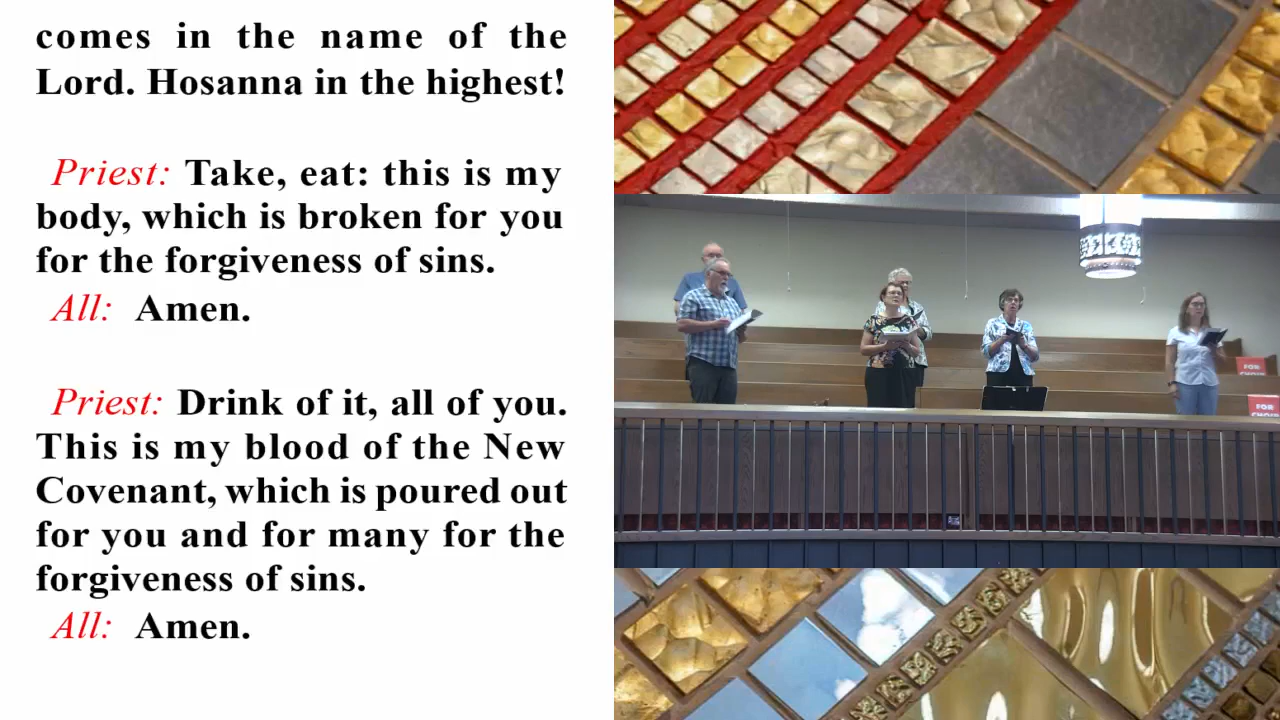 comes in the name of the
Lord. Hosanna in the highest!
Priest: Take, eat: this is my
body, which is broken for you
for the forgiveness of sins.
All: Amen.
Priest: Drink of it, all of you.
This is my blood of the New
Covenant, which is poured out
for you and for many for the
forgiveness of sins.
All: Amen.
FOR
CHOIR
FOR